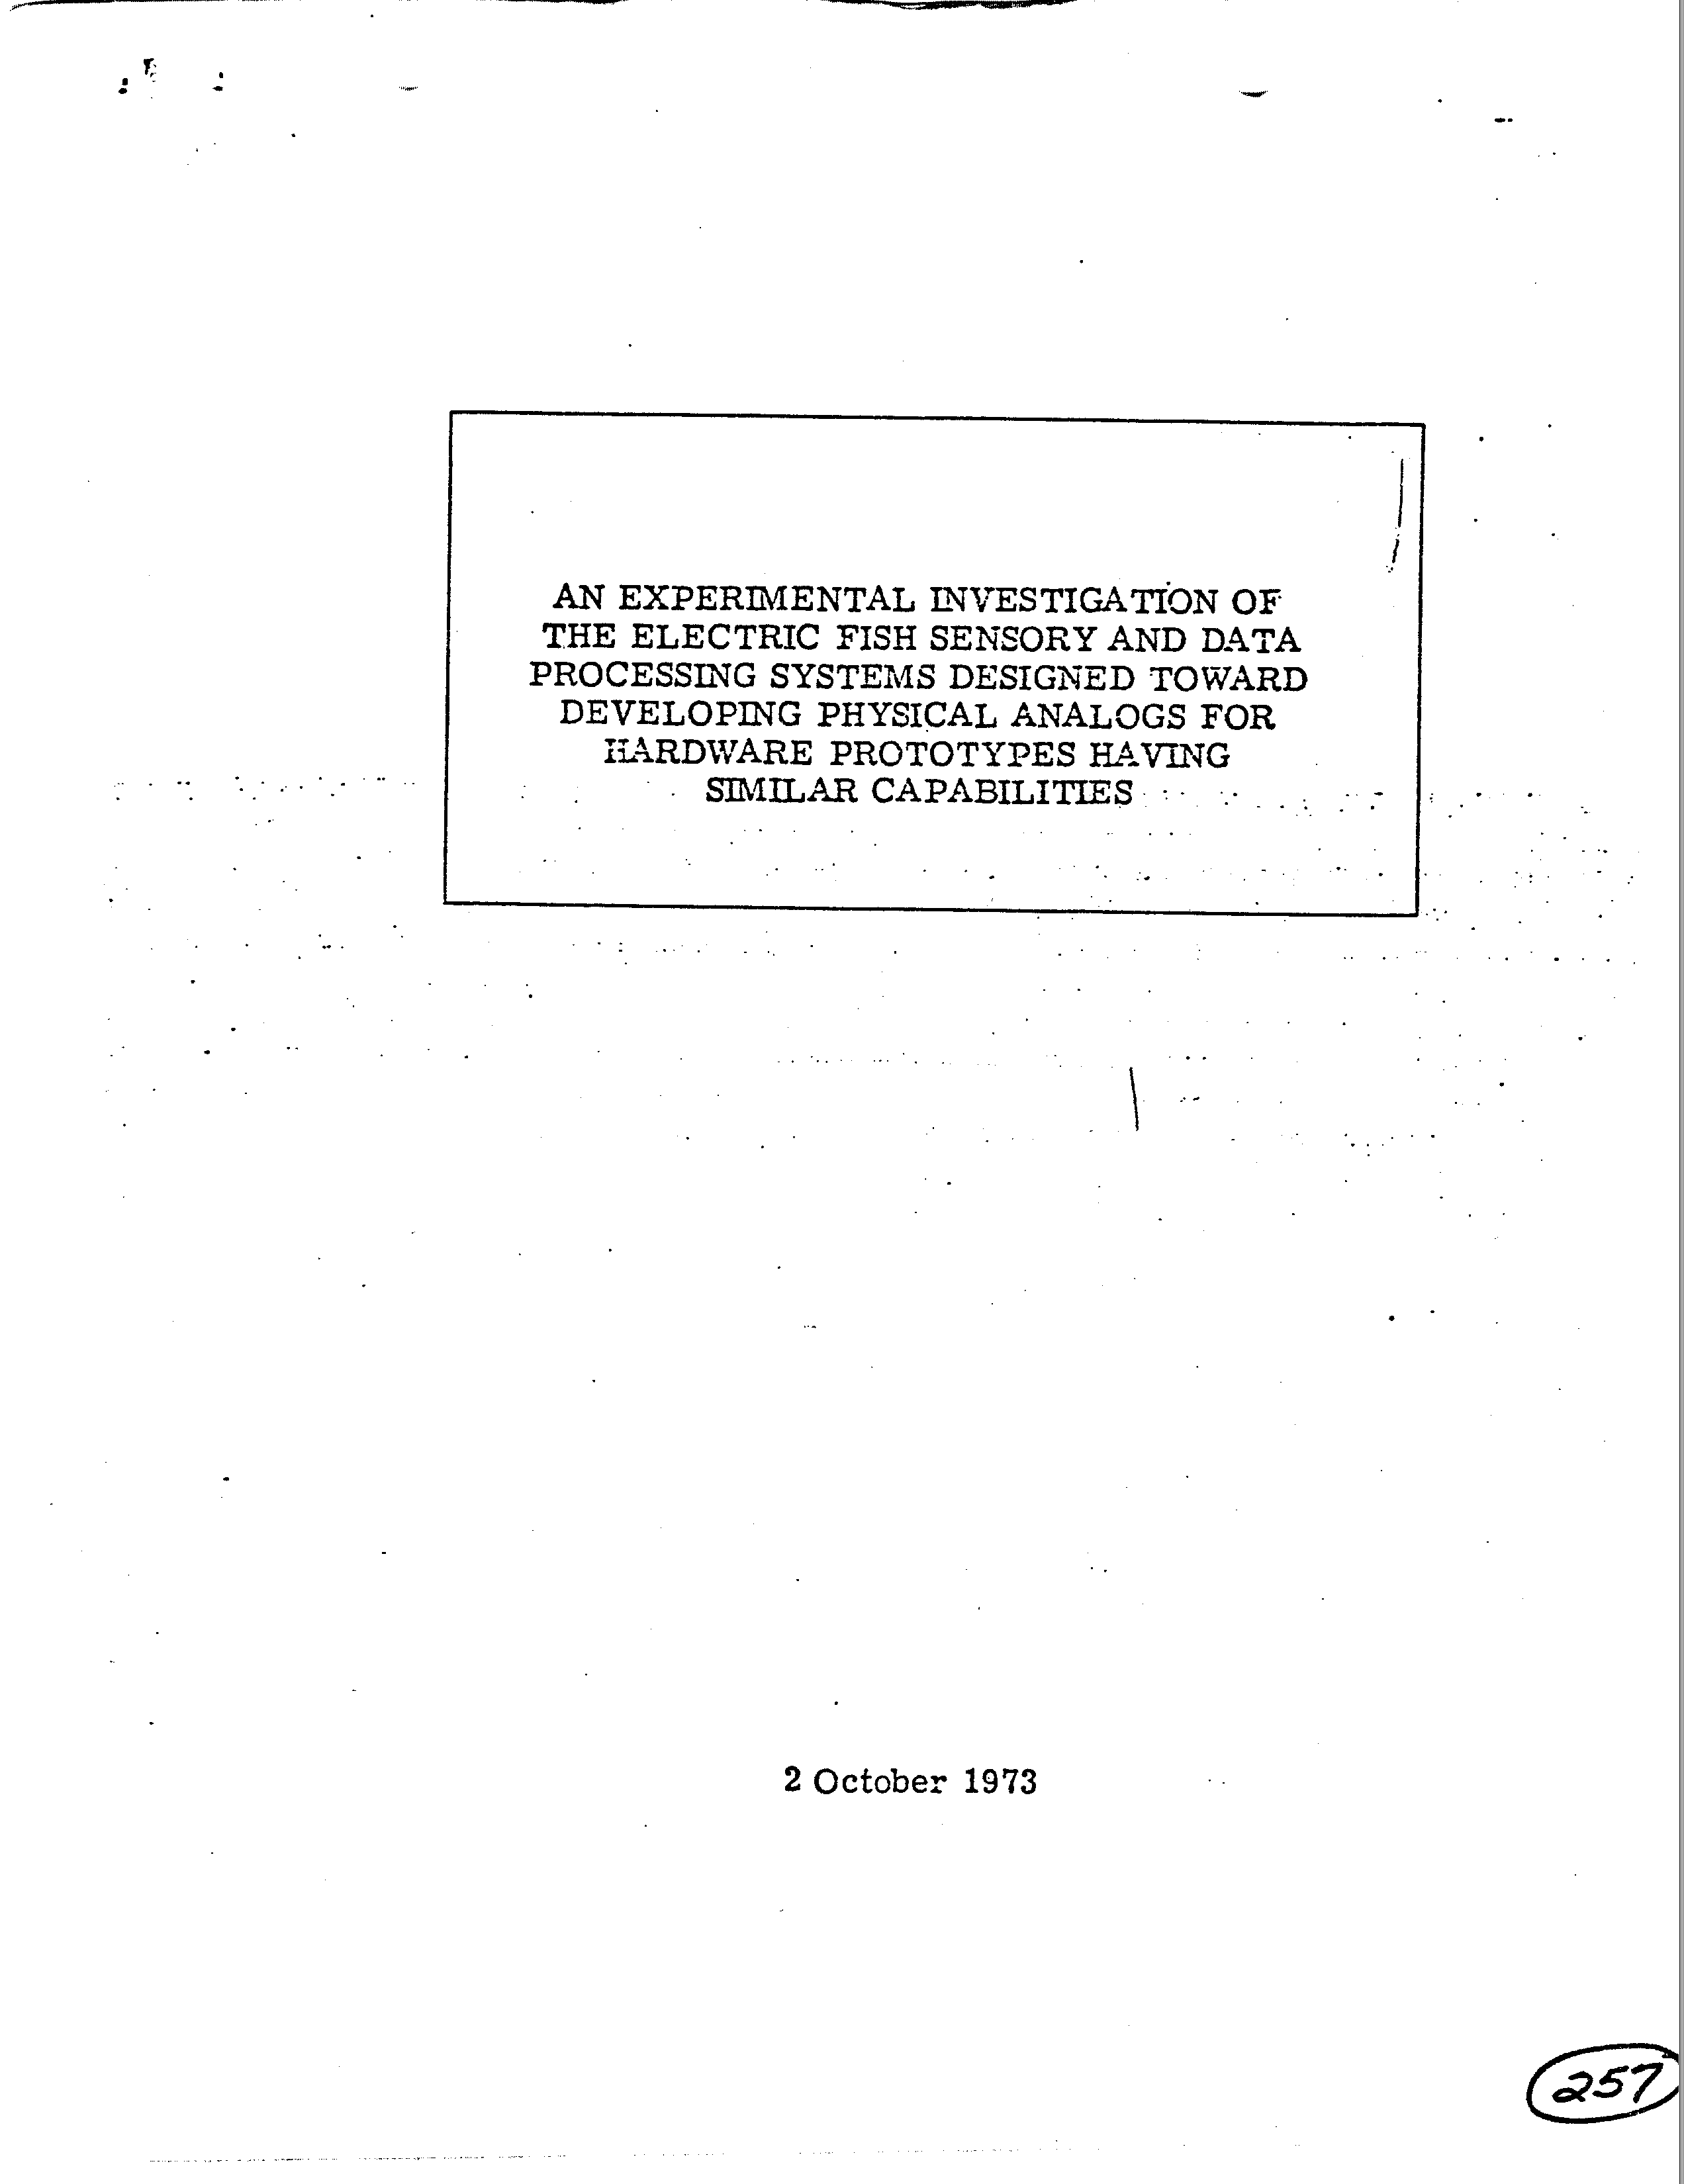 AN EXPERIMENTAL INVESTIGATION OF
THE ELECTRIC FISH SENSORY AND DATA
PROCESSING SYSTEMS DESIGNED TOWARD
DEVELOPING PHYSICAL ANALOGS FOR
HARDWARE PROTOTYPES HAVING
SIMILAR CAPABILITIES
2 October 1973
257